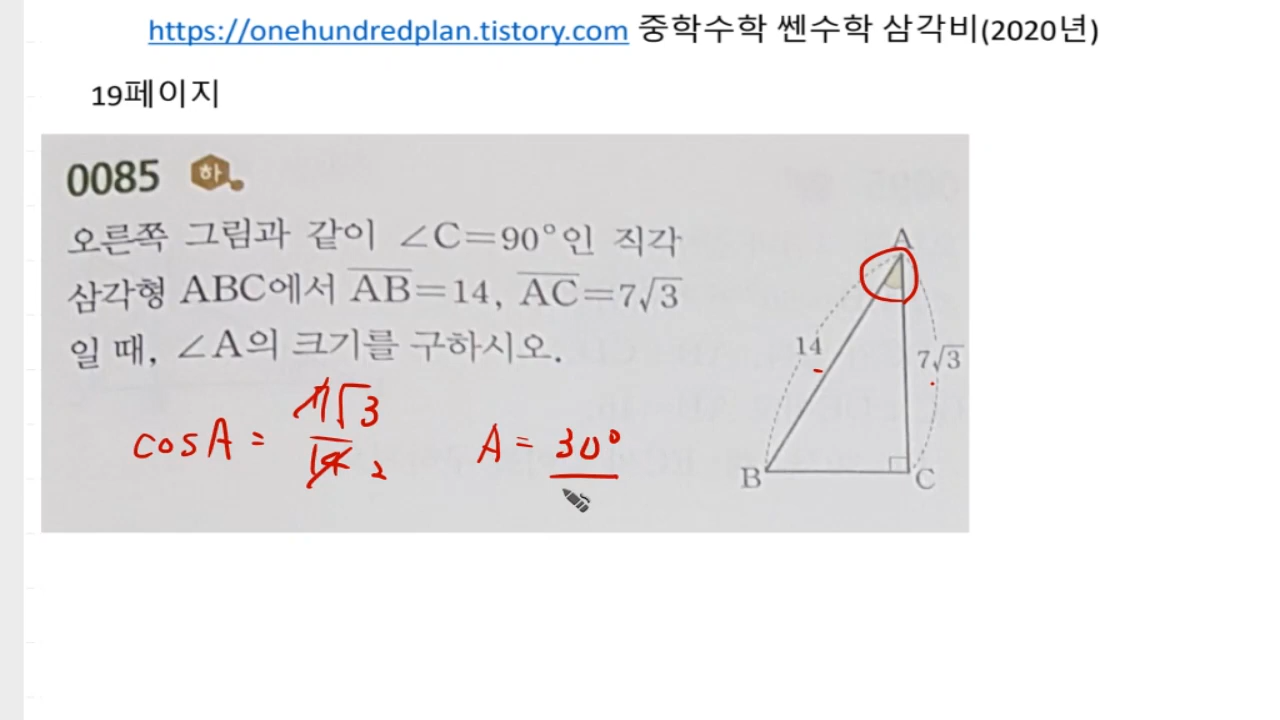 https://onehundredplan.tistory.com 중학수학 쎈수학 삼각비(2020년)
19페이지
0085 하
오른쪽 그림과 같이 ∠C=90°인 직각
삼각형 ABC에서 AB=14, AC=7√3
일 때, ∠A의 크기를 구하시오.
cosA = 7√3/14 2
A = 30°
A
14
7√3
B
C